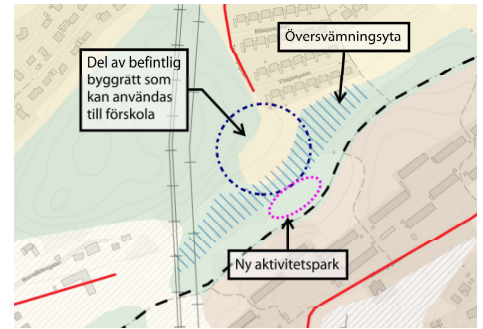 Översvämningsyta
Del av befintlig
byggrätt som
kan användas
till förskola
Ny aktivitetspark